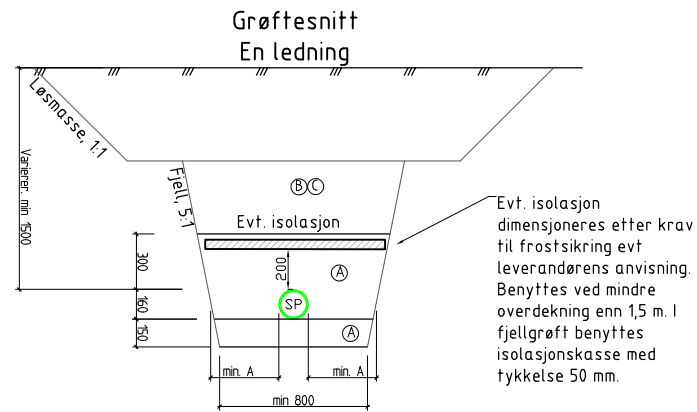 Grøftesnitt
En ledning
Løsmasse, 1:1
Varierer. min 1500
Fjell, 5:1
B C
Evt. isolasjon
300
200
A
SP
160
150
A
min. A
min. A
min 800
Evt. isolasjon
dimensjoneres etter krav
til frostsikring evt
leverandørens anvisning.
Benyttes ved mindre
overdekning enn 1,5 m. I
fjellgrøft benyttes
isolasjonskasse med
tykkelse 50 mm.